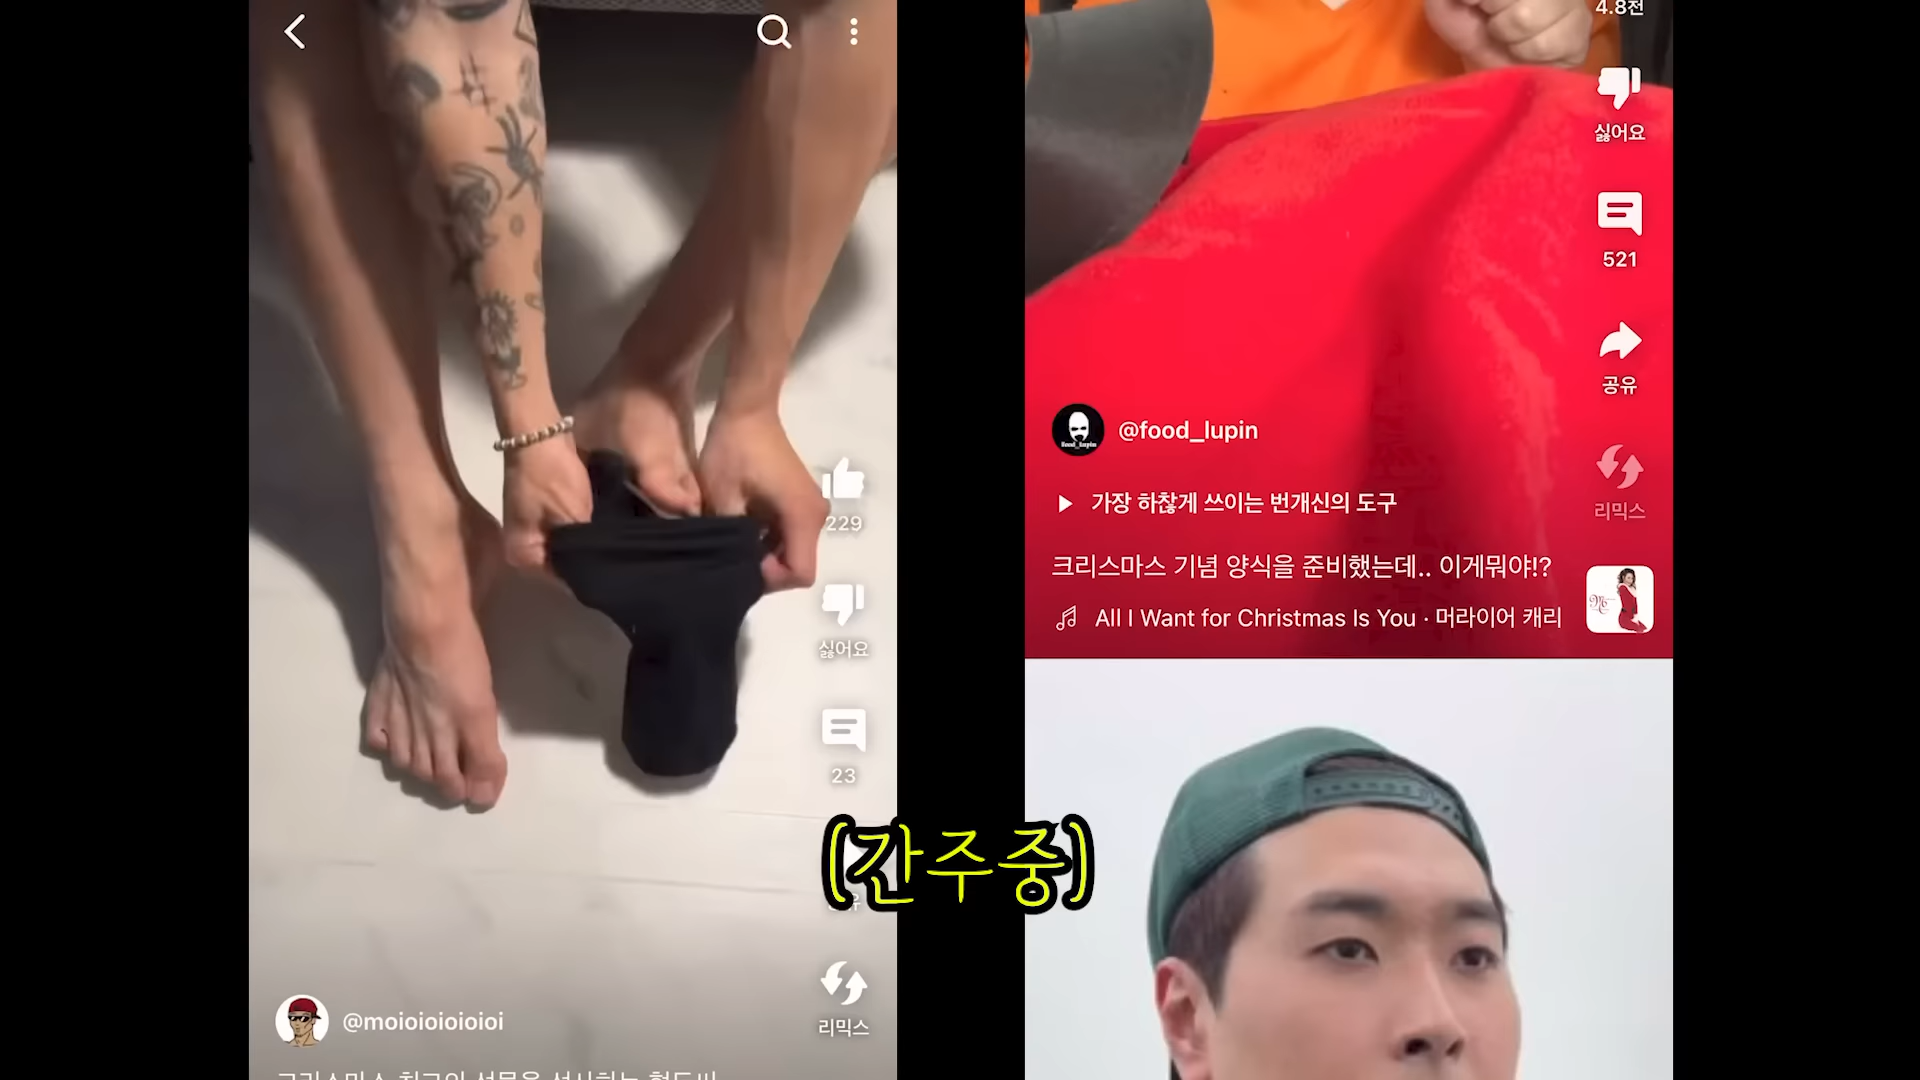 229
싫어요
23
리믹스
@moioioioioioi
(간주중)
4.8천
싫어요
521
공유
리믹스
@food_lupin
가장 하찮게 쓰이는 번개신의 도구
크리스마스 기념 양식을 준비했는데.. 이게뭐야!?
All I Want for Christmas Is You · 머라이어 캐리